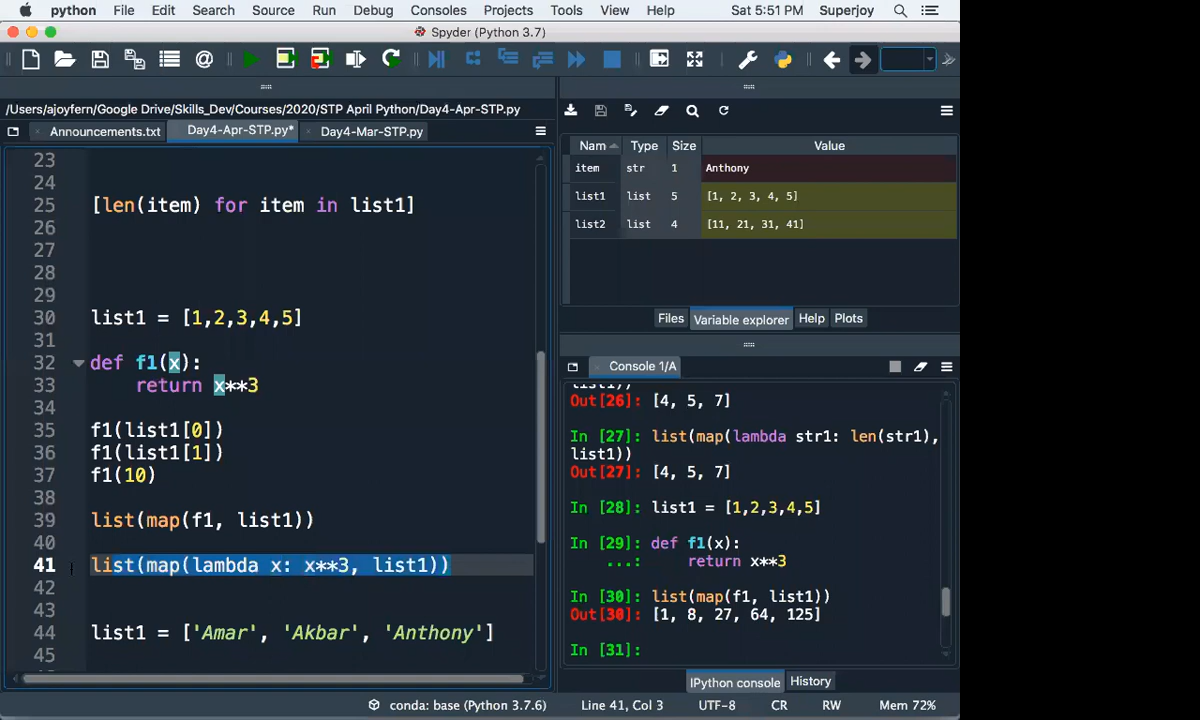 python File Edit Search Source Run Debug Consoles Projects Tools View Help Sat 5:51 PM Superjoy
Spyder (Python 3.7)
/Users/ajoyfern/Google Drive/Skills_Dev/Courses/2020/STP April Python/Day4-Apr-STP.py
Announcements.txt Day4-Apr-STP.py* Day4-Mar-STP.py
23
24
25 [len(item) for item in list1]
26
27
28
29
30 list1 = [1,2,3,4,5]
31
32 def f1(x):
33 return x**3
34
35 f1(list1[0])
36 f1(list1[1])
37 f1(10)
38
39 list(map(f1, list1))
40
41 list(map(lambda x: x**3, list1))
42
43
44 list1 = ['Amar', 'Akbar', 'Anthony']
45
Nam Type Size Value
item str 1 Anthony
list1 list 5 [1, 2, 3, 4, 5]
list2 list 4 [11, 21, 31, 41]
Files Variable explorer Help Plots
Console 1/A
list1))
Out[26]: [4, 5, 7]
In [27]: list(map(lambda str1: len(str1),
list1))
Out[27]: [4, 5, 7]
In [28]: list1 = [1,2,3,4,5]
In [29]: def f1(x):
...: return x**3
In [30]: list(map(f1, list1))
Out[30]: [1, 8, 27, 64, 125]
In [31]:
IPython console History
conda: base (Python 3.7.6) Line 41, Col 3 UTF-8 CR RW Mem 72%